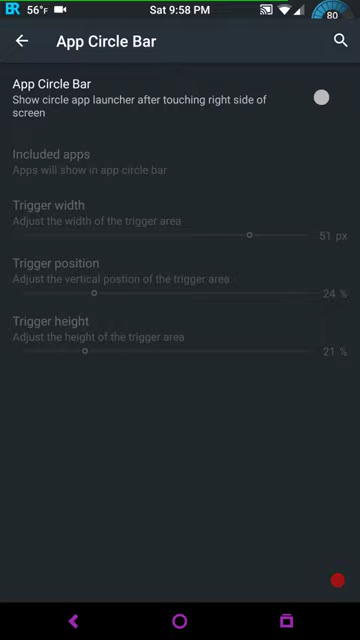 BR 56°F Sat 9:58 PM 80
App Circle Bar
App Circle Bar
Show circle app launcher after touching right side of
screen
Included apps
Apps will show in app circle bar
Trigger width
Adjust the width of the trigger area
51 px
Trigger position
Adjust the vertical postion of the trigger area
24 %
Trigger height
Adjust the height of the trigger area
21 %